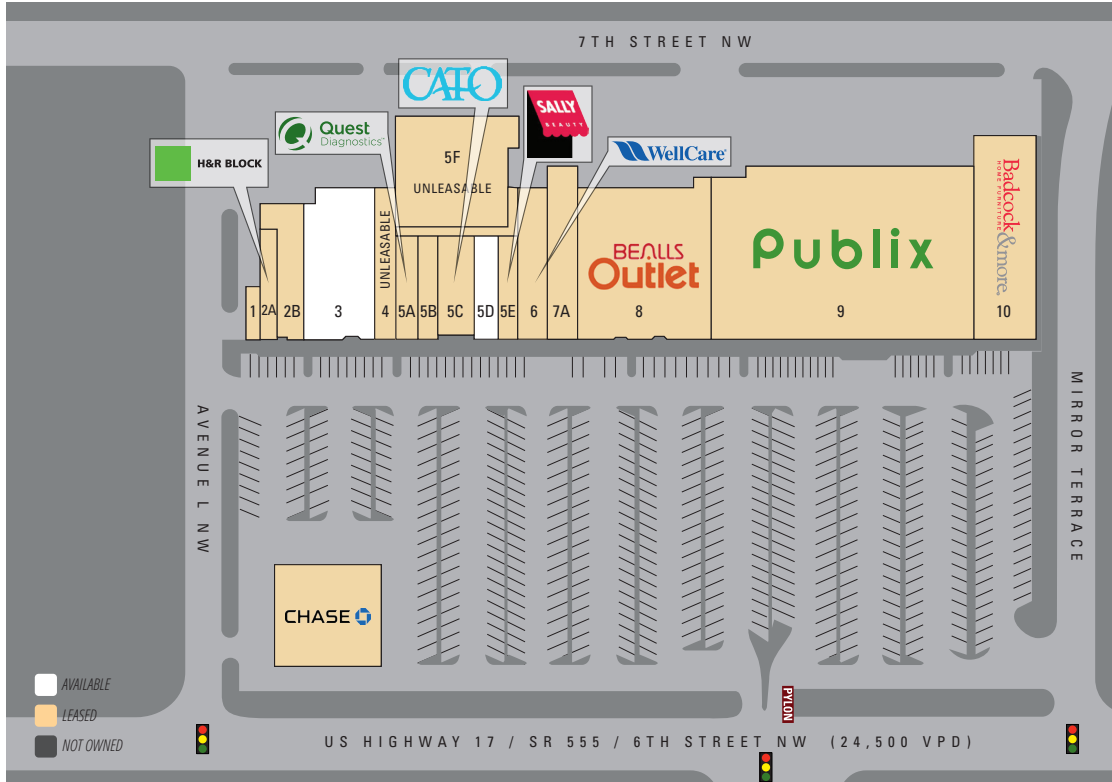 7TH STREET NW
CATO
SALLY
BEAUTY
Quest
Diagnostics™
H&R BLOCK
WellCare®
5F
UNLEASABLE
UNLEASABLE
BEALLS
Outlet
Publix
Badcock
HOME FURNITURE
&more®
1
2A
2B
3
4
5A
5B
5C
5D
5E
6
7A
8
9
10
AVENUE L NW
MIRROR TERRACE
CHASE
AVAILABLE
LEASED
NOT OWNED
PYLON
US HIGHWAY 17 / SR 555 / 6TH STREET NW (24,500 VPD)